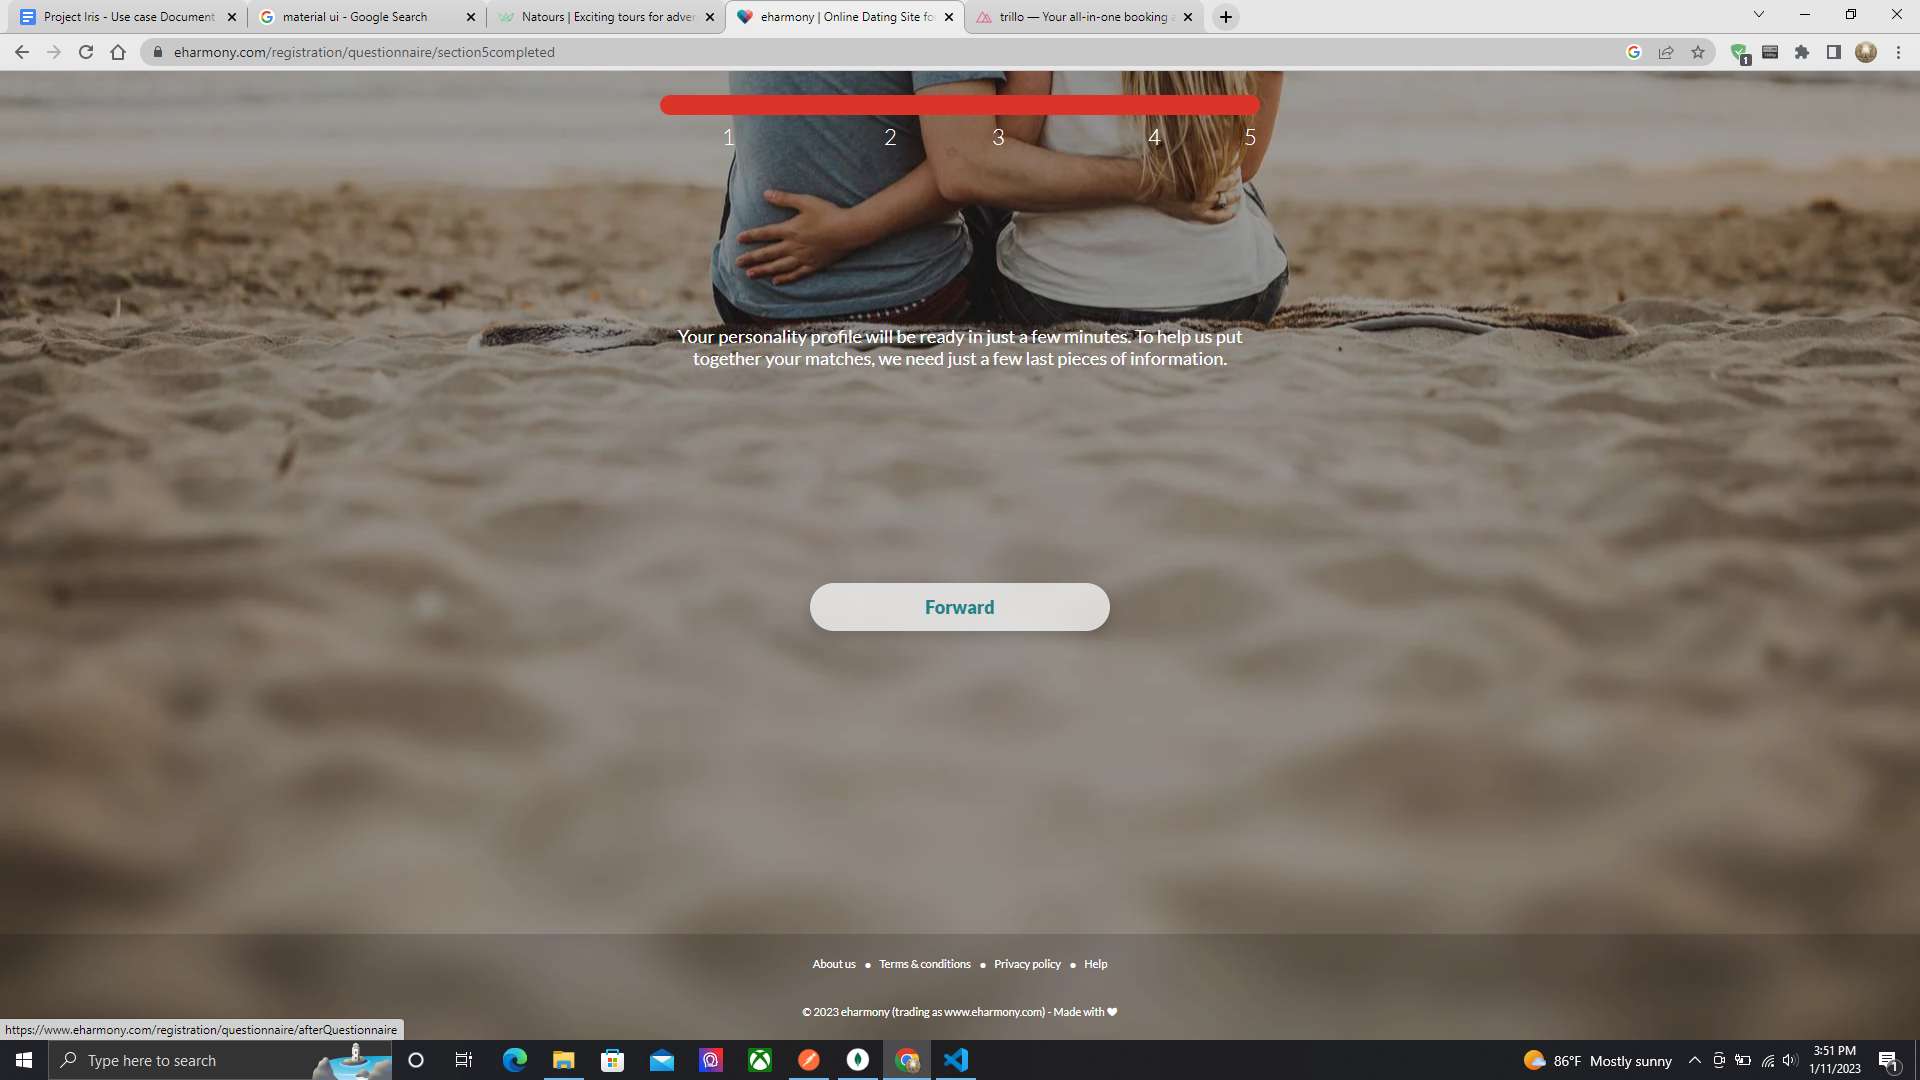 Project Iris - Use case Document
material ui - Google Search
Natours | Exciting tours for adver
eharmony | Online Dating Site fo
trillo — Your all-in-one booking a
eharmony.com/registration/questionnaire/section5completed
1
1 2 3 4 5
Your personality profile will be ready in just a few minutes. To help us put
together your matches, we need just a few last pieces of information.
Forward
About us • Terms & conditions • Privacy policy • Help
© 2023 eharmony (trading as www.eharmony.com) - Made with ♥
https://www.eharmony.com/registration/questionnaire/afterQuestionnaire
Type here to search
86°F Mostly sunny
3:51 PM
1/11/2023
1